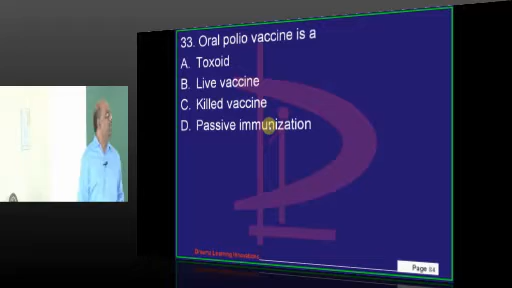 33. Oral polio vaccine is a
A. Toxoid
B. Live vaccine
C. Killed vaccine
D. Passive immunization
Page 84